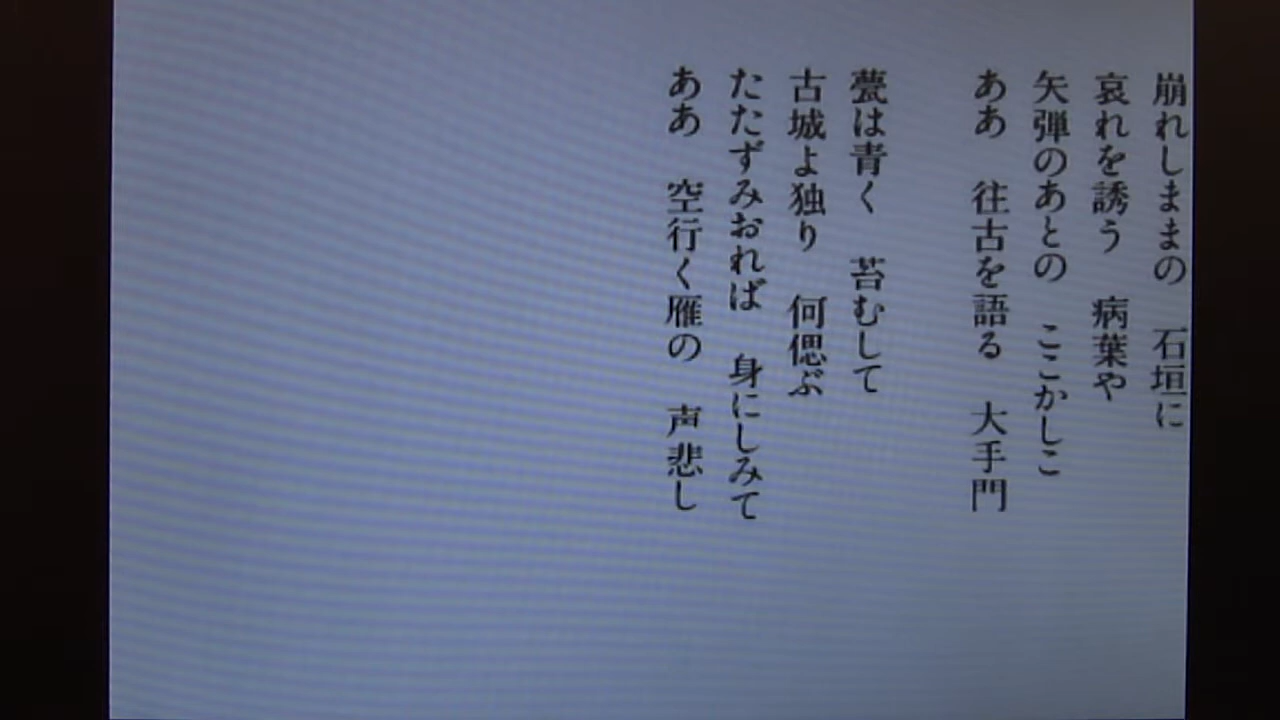 崩れしままの　石垣に
哀れを誘う　病葉や
矢弾のあとの　ここかしこ
ああ　往古を語る　大手門
甍は青く　苔むして
古城よ独り　何偲ぶ
たたずみおれば　身にしみて
ああ　空行く雁の　声悲し